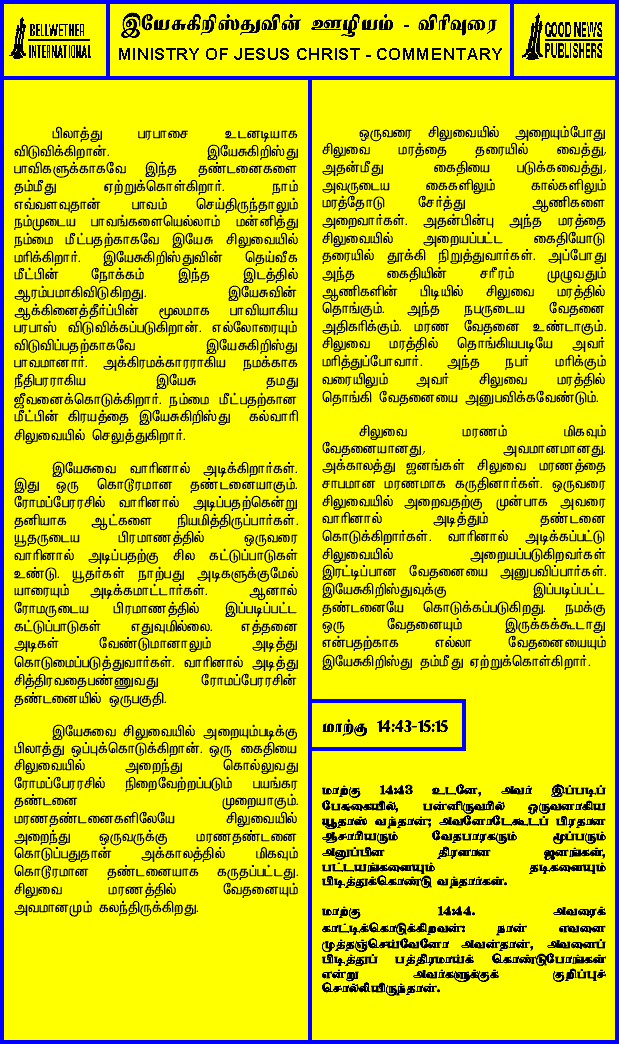 BELLWETHER
INTERNATIONAL
இயேசுகிறிஸ்துவின் ஊழியம் - விரிவுரை
MINISTRY OF JESUS CHRIST - COMMENTARY
GOOD NEWS
PUBLISHERS
பிலாத்து பரபாசை உடனடியாக
விடுவிக்கிறான். இயேசுகிறிஸ்து
பாவிகளுக்காகவே இந்த தண்டனைகளை
தம்மீது ஏற்றுக்கொள்கிறார். நாம்
எவ்வளவுதான் பாவம் செய்திருந்தாலும்
நம்முடைய பாவங்களையெல்லாம் மன்னித்து
நம்மை மீட்பதற்காகவே இயேசு சிலுவையில்
மரிக்கிறார். இயேசுகிறிஸ்துவின் தெய்வீக
மீட்பின் நோக்கம் இந்த இடத்தில்
ஆரம்பமாகிவிடுகிறது. இயேசுவின்
ஆக்கினைத்தீர்ப்பின் மூலமாக பாவியாகிய
பரபாஸ் விடுவிக்கப்படுகிறான். எல்லோரையும்
விடுவிப்பதற்காகவே இயேசுகிறிஸ்து
பாவமானார். அக்கிரமக்காரராகிய நமக்காக
நீதிபரராகிய இயேசு தமது
ஜீவனைக்கொடுக்கிறார். நம்மை மீட்பதற்கான
மீட்பின் கிரயத்தை இயேசுகிறிஸ்து கல்வாரி
சிலுவையில் செலுத்துகிறார்.
இயேசுவை வாரினால் அடிக்கிறார்கள்.
இது ஒரு கொடூரமான தண்டனையாகும்.
ரோமப்பேரரசில் வாரினால் அடிப்பதற்கென்று
தனியாக ஆட்களை நியமித்திருப்பார்கள்.
யூதருடைய பிரமாணத்தில் ஒருவரை
வாரினால் அடிப்பதற்கு சில கட்டுப்பாடுகள்
உண்டு. யூதர்கள் நாற்பது அடிகளுக்குமேல்
யாரையும் அடிக்கமாட்டார்கள். ஆனால்
ரோமருடைய பிரமாணத்தில் இப்படிப்பட்ட
கட்டுப்பாடுகள் எதுவுமில்லை. எத்தனை
அடிகள் வேண்டுமானாலும் அடித்து
கொடுமைப்படுத்துவார்கள். வாரினால் அடித்து
சித்திரவதைபண்ணுவது ரோமப்பேரரசின்
தண்டனையில் ஒருபகுதி.
இயேசுவை சிலுவையில் அறையும்படிக்கு
பிலாத்து ஒப்புக்கொடுக்கிறான். ஒரு கைதியை
சிலுவையில் அறைந்து கொல்லுவது
ரோமப்பேரரசில் நிறைவேற்றப்படும் பயங்கர
தண்டனை முறையாகும்.
மரணதண்டனைகளிலேயே சிலுவையில்
அறைந்து ஒருவருக்கு மரணதண்டனை
கொடுப்பதுதான் அக்காலத்தில் மிகவும்
கொடூரமான தண்டனையாக கருதப்பட்டது.
சிலுவை மரணத்தில் வேதனையும்
அவமானமும் கலந்திருக்கிறது.
ஒருவரை சிலுவையில் அறையும்போது
சிலுவை மரத்தை தரையில் வைத்து,
அதன்மீது கைதியை படுக்கவைத்து,
அவருடைய கைகளிலும் கால்களிலும்
மரத்தோடு சேர்த்து ஆணிகளை
அறைவார்கள். அதன்பின்பு அந்த மரத்தை
சிலுவையில் அறையப்பட்ட கைதியோடு
தரையில் தூக்கி நிறுத்துவார்கள். அப்போது
அந்த கைதியின் சரீரம் முழுவதும்
ஆணிகளின் பிடியில் சிலுவை மரத்தில்
தொங்கும். அந்த நபருடைய வேதனை
அதிகரிக்கும். மரண வேதனை உண்டாகும்.
சிலுவை மரத்தில் தொங்கியபடியே அவர்
மரித்துப்போவார். அந்த நபர் மரிக்கும்
வரையிலும் அவர் சிலுவை மரத்தில்
தொங்கி வேதனையை அனுபவிக்கவேண்டும்.
சிலுவை மரணம் மிகவும்
வேதனையானது, அவமானமானது.
அக்காலத்து ஜனங்கள் சிலுவை மரணத்தை
சாபமான மரணமாக கருதினார்கள். ஒருவரை
சிலுவையில் அறைவதற்கு முன்பாக அவரை
வாரினால் அடித்தும் தண்டனை
கொடுக்கிறார்கள். வாரினால் அடிக்கப்பட்டு
சிலுவையில் அறையப்படுகிறவர்கள்
இரட்டிப்பான வேதனையை அனுபவிப்பார்கள்.
இயேசுகிறிஸ்துவுக்கு இப்படிப்பட்ட
தண்டனையே கொடுக்கப்படுகிறது. நமக்கு
ஒரு வேதனையும் இருக்கக்கூடாது
என்பதற்காக எல்லா வேதனையையும்
இயேசுகிறிஸ்து தம்மீது ஏற்றுக்கொள்கிறார்.
மாற்கு 14:43-15:15
மாற்கு 14:43 உடனே, அவர் இப்படிப்
பேசுகையில், பன்னிருவரில் ஒருவனாகிய
யூதாஸ் வந்தான்; அவனோடேகூடப் பிரதான
ஆசாரியரும் வேதபாரகரும் மூப்பரும்
அனுப்பின திரளான ஜனங்கள்,
பட்டயங்களையும் தடிகளையும்
பிடித்துக்கொண்டு வந்தார்கள்.
மாற்கு 14:44. அவரைக்
காட்டிக்கொடுக்கிறவன்: நான் எவனை
முத்தஞ்செய்வேனோ அவன்தான், அவனைப்
பிடித்துப் பத்திரமாய்க் கொண்டுபோங்கள்
என்று அவர்களுக்குக் குறிப்புச்
சொல்லியிருந்தான்.